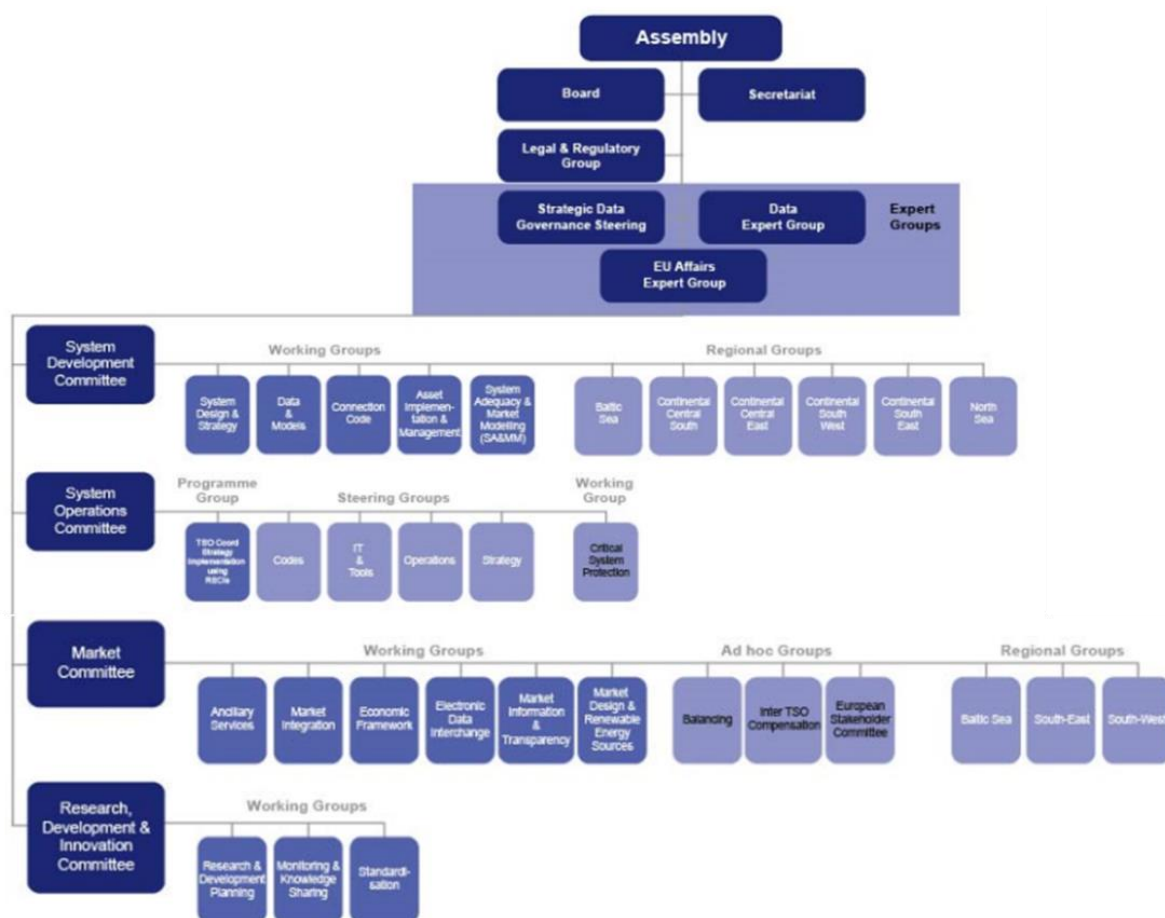 Assembly
Board
Secretariat
Legal & Regulatory
Group
Strategic Data
Governance Steering
Data
Expert Group
Expert
Groups
EU Affairs
Expert Group
System
Development
Committee
Working Groups
Regional Groups
System
Design &
Strategy
Data
&
Models
Connection
Code
Asset
Implemen-
tation &
Management
System
Adequacy &
Market
Modelling
(SA&MM)
Baltic
Sea
Continental
Central
South
Continental
Central
East
Continental
South
West
Continental
South
East
North
Sea
System
Operations
Committee
Programme
Group
Steering Groups
Working
Group
TSO Coord
Strategy
Implementation
using
RSCIs
Codes
IT
&
Tools
Operations
Strategy
Critical
System
Protection
Market
Committee
Working Groups
Ad hoc Groups
Regional Groups
Ancillary
Services
Market
Integration
Economic
Framework
Electronic
Data
Interchange
Market
Information
&
Transparency
Market
Design &
Renewable
Energy
Sources
Balancing
Inter TSO
Compensation
European
Stakeholder
Committee
Baltic Sea
South-East
South-West
Research,
Development &
Innovation
Committee
Working Groups
Research &
Development
Planning
Monitoring &
Knowledge
Sharing
Standardi-
sation